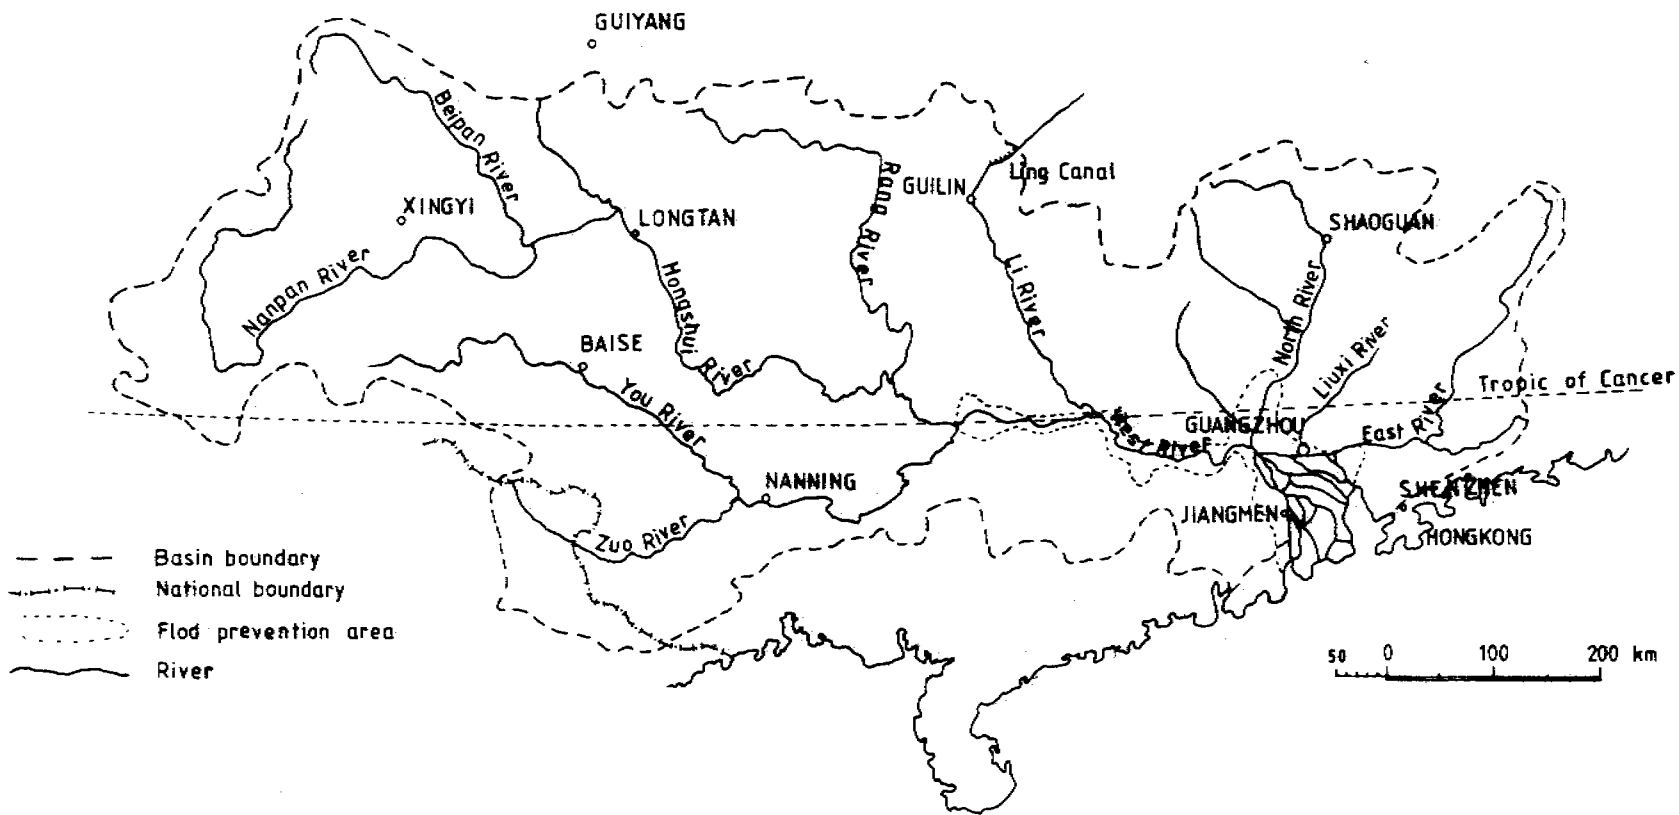 GUIYANG
Beipan River
XINGYI
LONGTAN
Rang River
GUILIN
Ling Canal
SHAOGUAN
Nanpan River
Hongshui River
Li River
North River
Liuxi River
BAISE
You River
Tropic of Cancer
GUANGZHOU
West River
East River
NANNING
SHENZHEN
JIANGMEN
HONGKONG
Zuo River
Basin boundary
National boundary
Flod prevention area
River
50 0 100 200 km